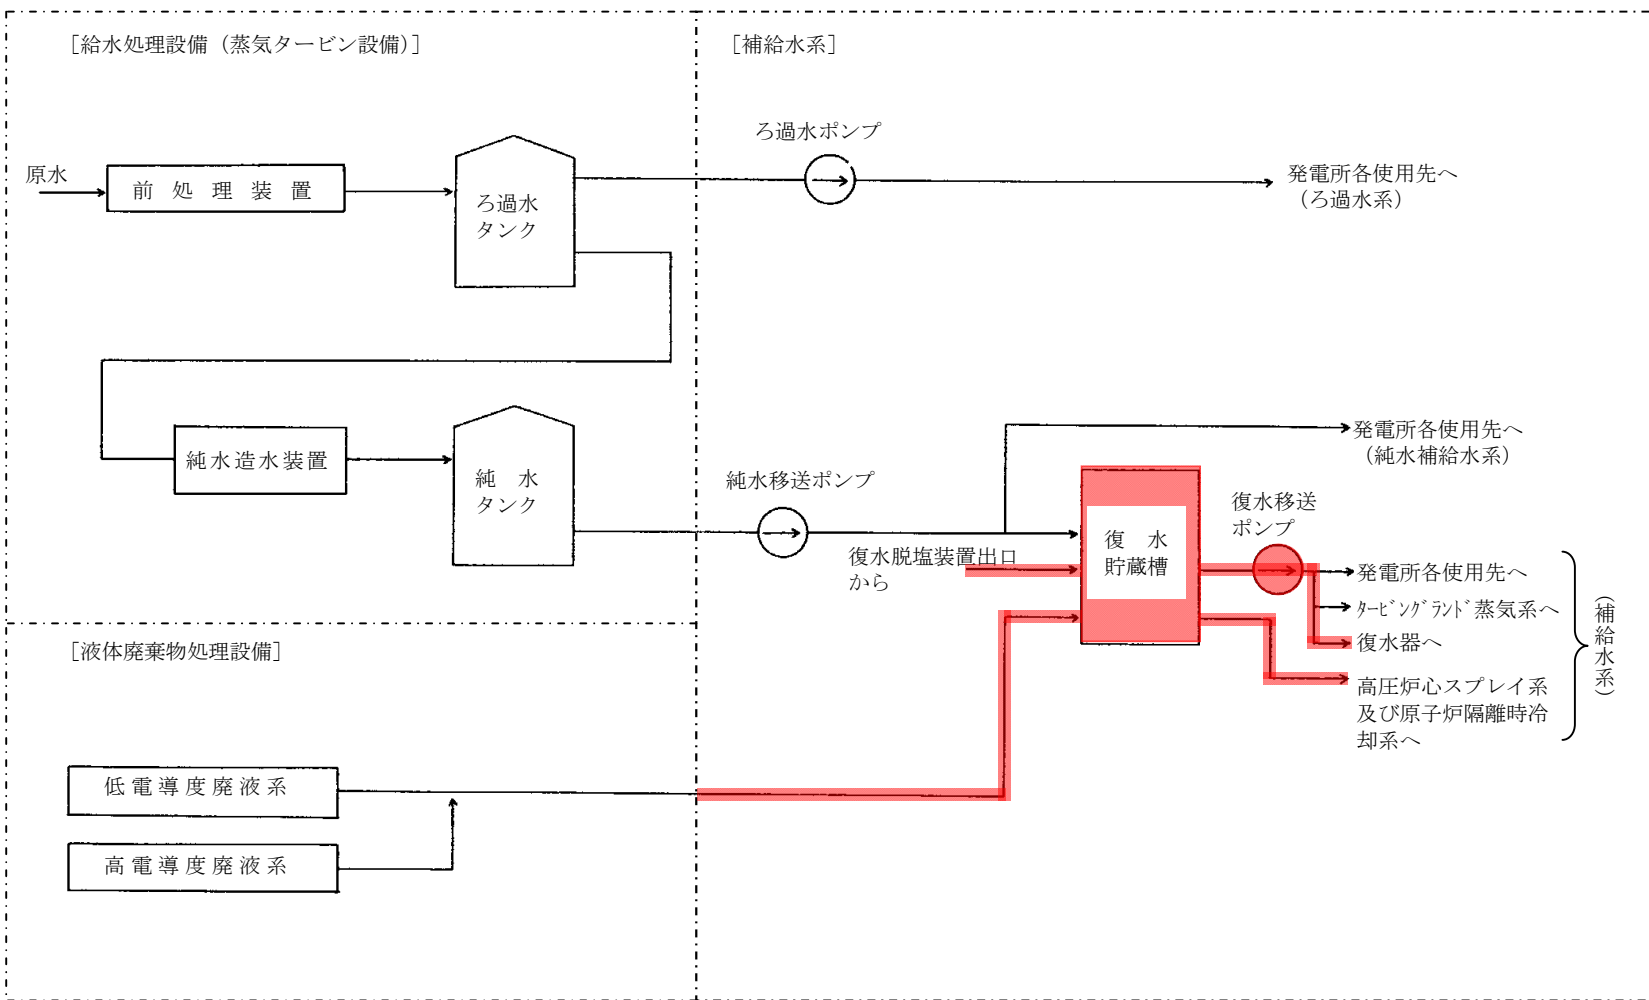 ［給水処理設備（蒸気タービン設備）］
［補給水系］
ろ過水ポンプ
原水
前処理装置
ろ過水
タンク
発電所各使用先へ
（ろ過水系）
純水造水装置
純水
タンク
純水移送ポンプ
発電所各使用先へ
（純水補給水系）
復水脱塩装置出口
から
復水
貯蔵槽
復水移送
ポンプ
発電所各使用先へ
ﾀｰﾋﾞﾝｸﾞﾗﾝﾄﾞ蒸気系へ
復水器へ
高圧炉心スプレイ系
及び原子炉隔離時冷
却系へ
（補給水系）
［液体廃棄物処理設備］
低電導度廃液系
高電導度廃液系